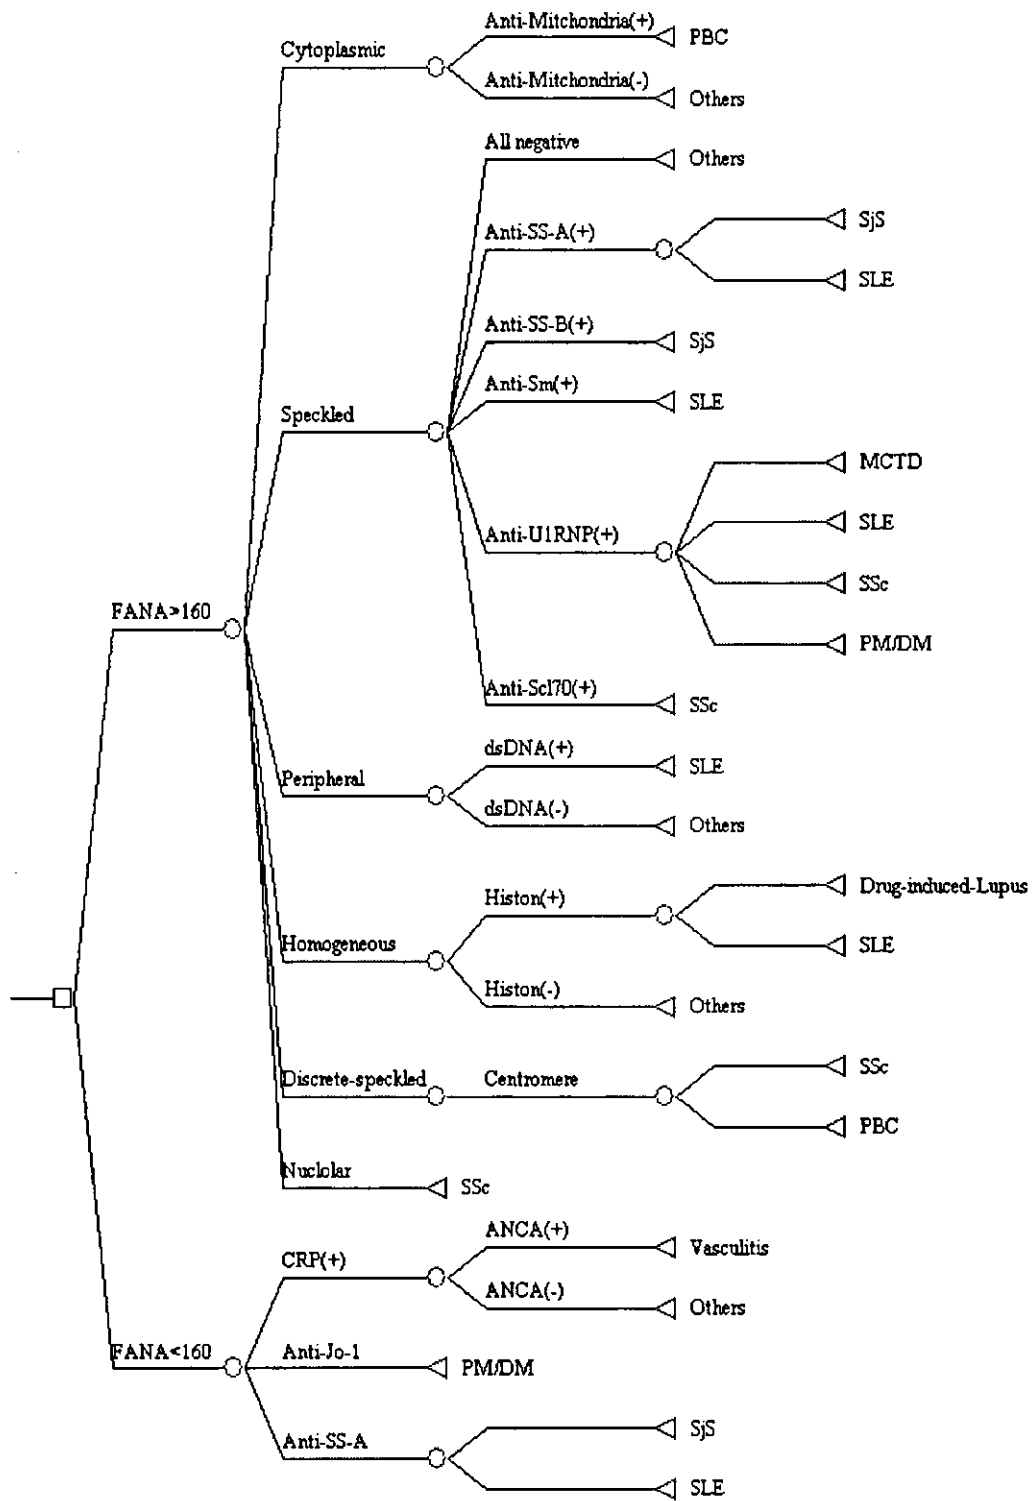 Anti-Mitchondria(+)
PBC
Cytoplasmic
Anti-Mitchondria(-)
Others
All negative
Others
Anti-SS-A(+)
SjS
SLE
Anti-SS-B(+)
SjS
Anti-Sm(+)
SLE
Speckled
MCTD
SLE
Anti-U1RNP(+)
SSc
PM/DM
FANA>160
Anti-Scl70(+)
SSc
dsDNA(+)
SLE
Peripheral
dsDNA(-)
Others
Drug-induced-Lupus
Histon(+)
SLE
Homogeneous
Histon(-)
Others
SSc
Discrete-speckled
Centromere
PBC
Nuclolar
SSc
ANCA(+)
Vasculitis
CRP(+)
ANCA(-)
Others
FANA<160
Anti-Jo-1
PM/DM
SjS
Anti-SS-A
SLE